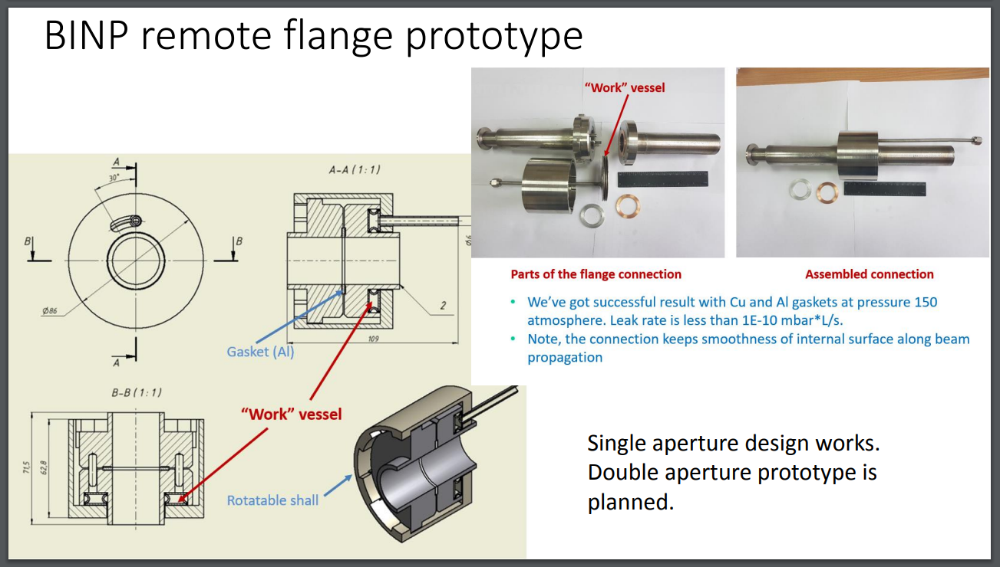 BINP remote flange prototype
"Work" vessel
Parts of the flange connection
Assembled connection
• We've got successful result with Cu and Al gaskets at pressure 150
atmosphere. Leak rate is less than 1E-10 mbar*L/s.
• Note, the connection keeps smoothness of internal surface along beam
propagation
A
30°
B
B
Ø86
A
A-A (1:1)
Ø6
2
109
Gasket (Al)
B-B (1:1)
71,5
62,8
"Work" vessel
Rotatable shall
Single aperture design works.
Double aperture prototype is
planned.